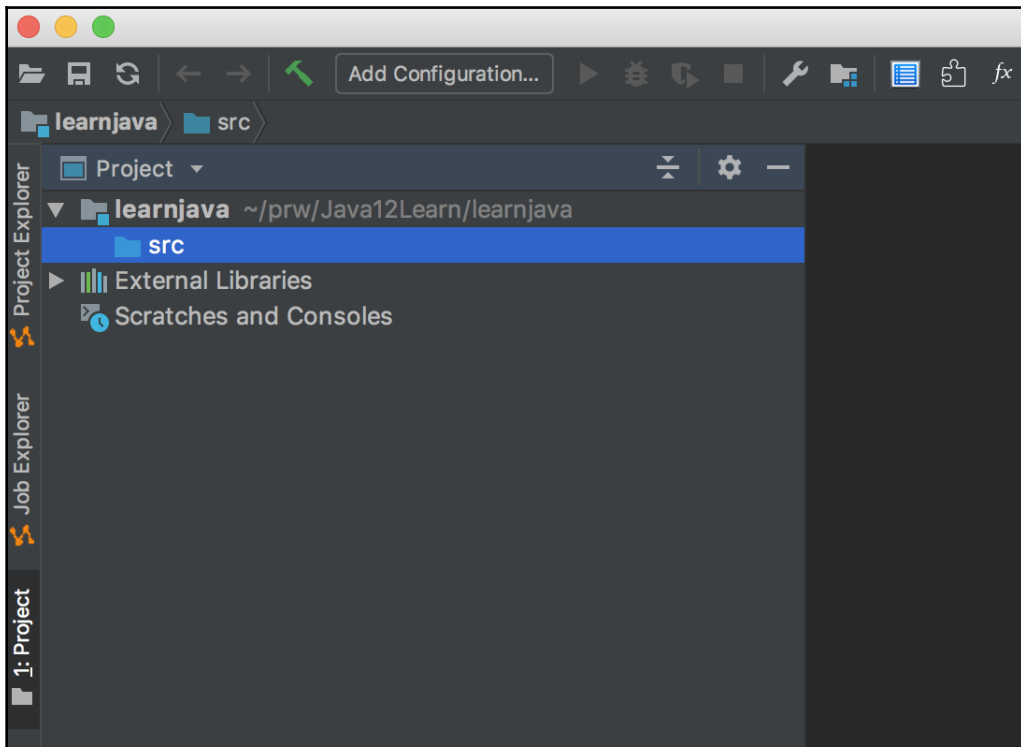 Add Configuration...
fx
learnjava
src
Project
learnjava ~/prw/Java12Learn/learnjava
src
External Libraries
Scratches and Consoles
Project Explorer
Job Explorer
1: Project